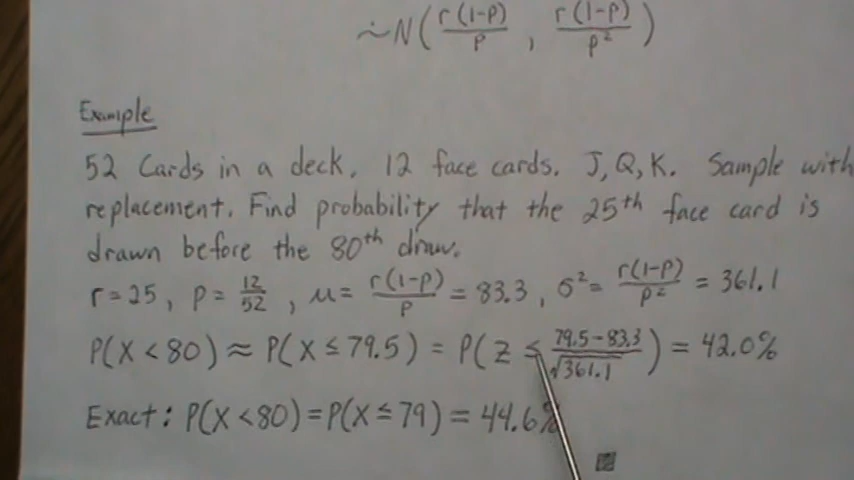 ∼N( r(1-p)/p , r(1-p)/p² )
Example
52 Cards in a deck. 12 face cards. J, Q, K. Sample with
replacement. Find probability that the 25th face card is
drawn before the 80th draw.
r=25, p= 12/52, μ= r(1-p)/p = 83.3, σ²= r(1-p)/p² = 361.1
P(X<80) ≈ P(X≤79.5) = P(Z ≤ (79.5-83.3)/√361.1) = 42.0%
Exact: P(X<80)=P(X≤79) = 44.6%